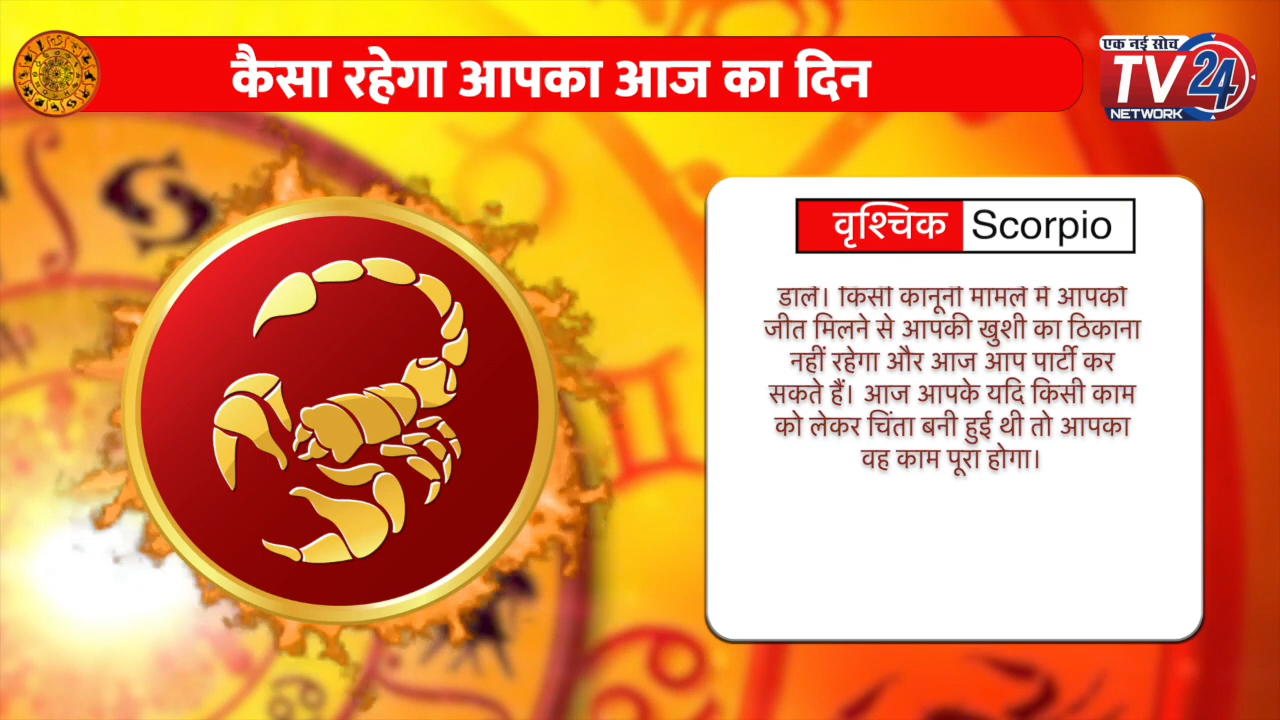 कैसा रहेगा आपका आज का दिन
एक नई सोच
TV24
NETWORK
वृश्चिक Scorpio
डालें। किसी कानूनी मामले में आपको
जीत मिलने से आपकी खुशी का ठिकाना
नहीं रहेगा और आज आप पार्टी कर
सकते हैं। आज आपके यदि किसी काम
को लेकर चिंता बनी हुई थी तो आपका
वह काम पूरा होगा।